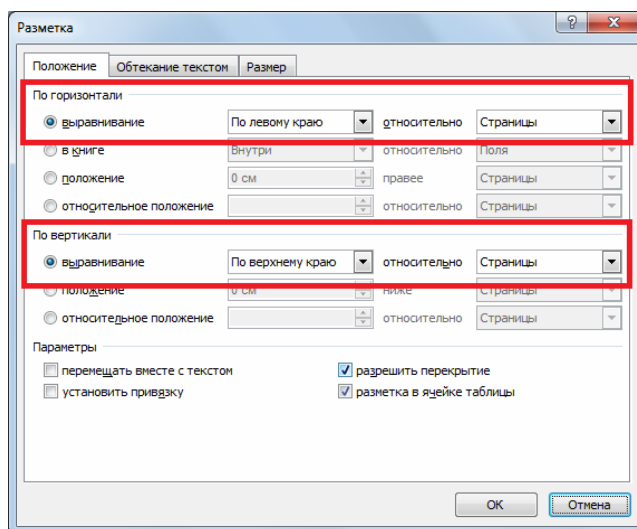 Разметка
Положение Обтекание текстом Размер
По горизонтали
выравнивание По левому краю относительно Страницы
в книге Внутри относительно Поля
положение 0 см правее Страницы
относительное положение относительно Страницы
По вертикали
выравнивание По верхнему краю относительно Страницы
положение 0 см ниже Страницы
относительное положение относительно Страницы
Параметры
перемещать вместе с текстом разрешить перекрытие
установить привязку разметка в ячейке таблицы
ОК Отмена